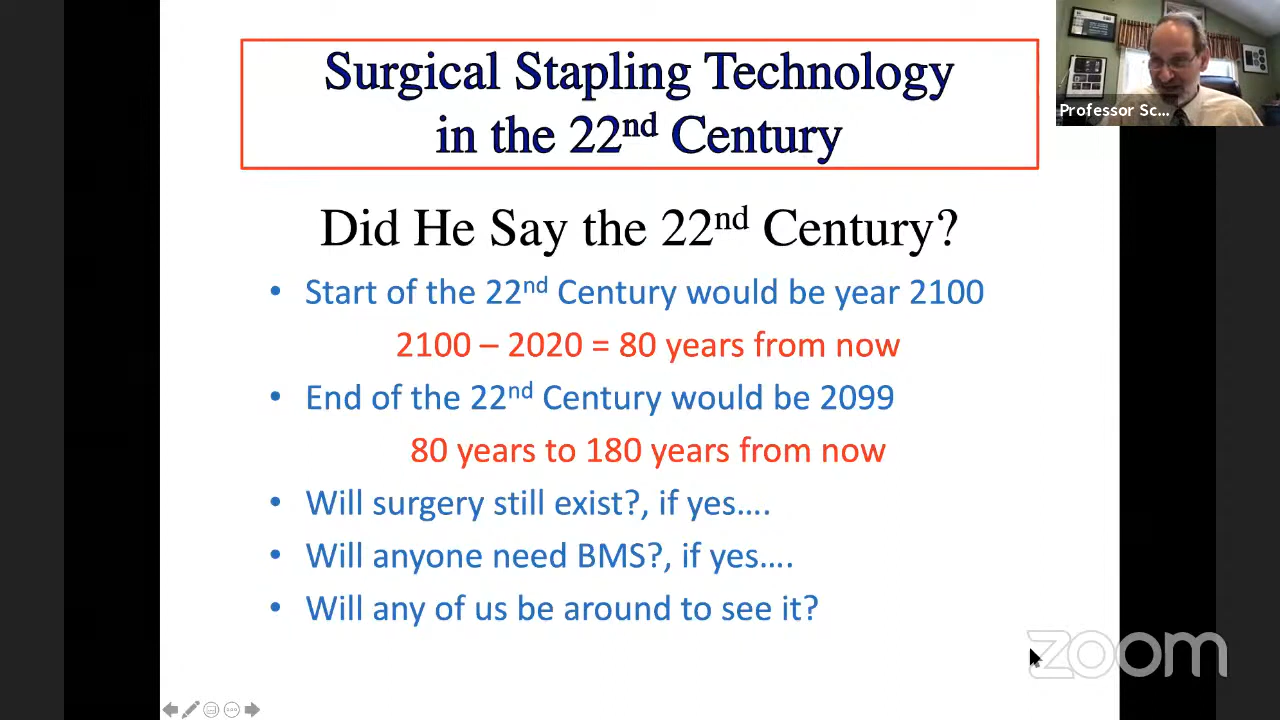 Surgical Stapling Technology
in the 22nd Century
Did He Say the 22nd Century?
• Start of the 22nd Century would be year 2100
2100 – 2020 = 80 years from now
• End of the 22nd Century would be 2099
80 years to 180 years from now
• Will surgery still exist?, if yes….
• Will anyone need BMS?, if yes….
• Will any of us be around to see it?
Professor Sc...
zoom